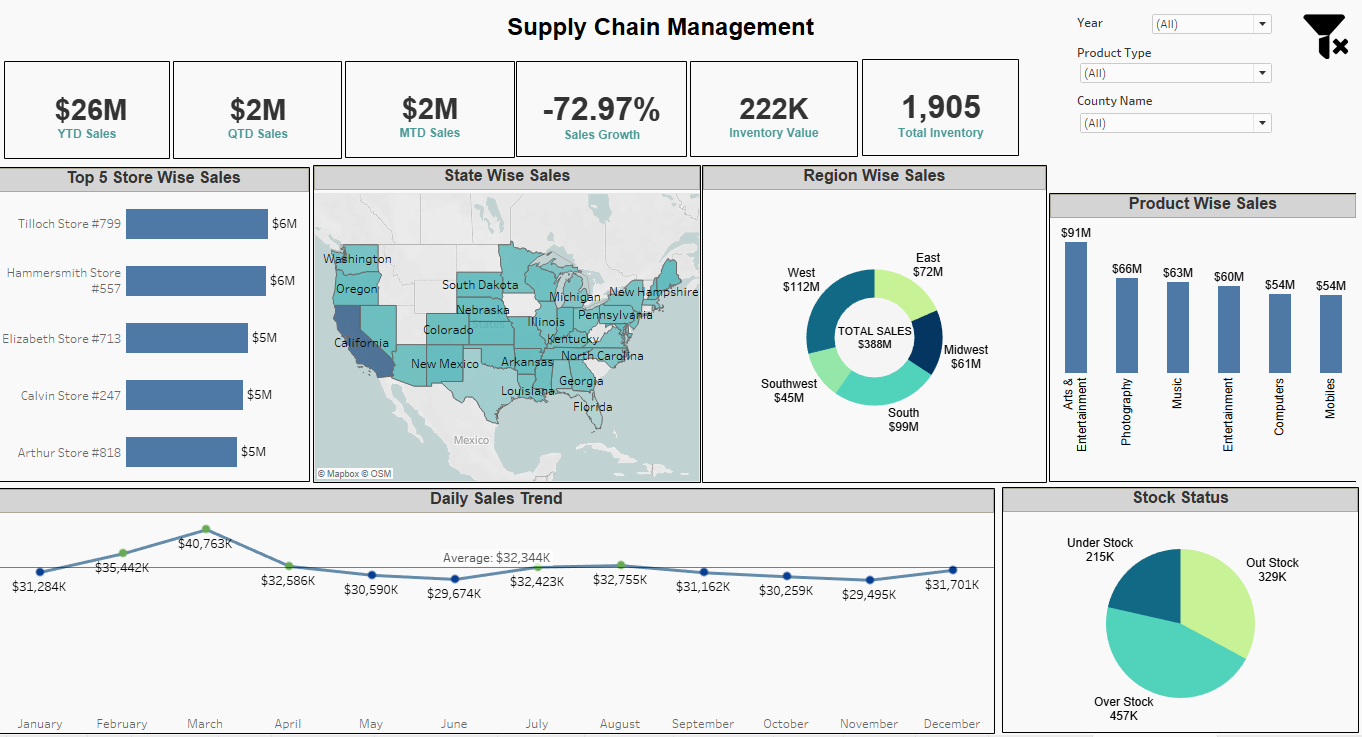 Supply Chain Management
Year
(All)
Product Type
(All)
County Name
(All)
$26M
YTD Sales
$2M
QTD Sales
$2M
MTD Sales
-72.97%
Sales Growth
222K
Inventory Value
1,905
Total Inventory
Top 5 Store Wise Sales
Tilloch Store #799
$6M
Hammersmith Store
#557
$6M
Elizabeth Store #713
$5M
Calvin Store #247
$5M
Arthur Store #818
$5M
State Wise Sales
Washington
Oregon
South Dakota
Michigan
New Hampshire
Nebraska
Pennsylvania
Illinois
States
Colorado
California
Kentucky
North Carolina
New Mexico
Arkansas
Georgia
Louisiana
Florida
Mexico
© Mapbox © OSM
Region Wise Sales
East
$72M
West
$112M
TOTAL SALES
$388M
Midwest
$61M
Southwest
$45M
South
$99M
Product Wise Sales
$91M
$66M
$63M
$60M
$54M
$54M
Arts &
Entertainment
Photography
Music
Entertainment
Computers
Mobiles
Daily Sales Trend
Average: $32,344K
$31,284K
$35,442K
$40,763K
$32,586K
$30,590K
$29,674K
$32,423K
$32,755K
$31,162K
$30,259K
$29,495K
$31,701K
January
February
March
April
May
June
July
August
September
October
November
December
Stock Status
Under Stock
215K
Out Stock
329K
Over Stock
457K